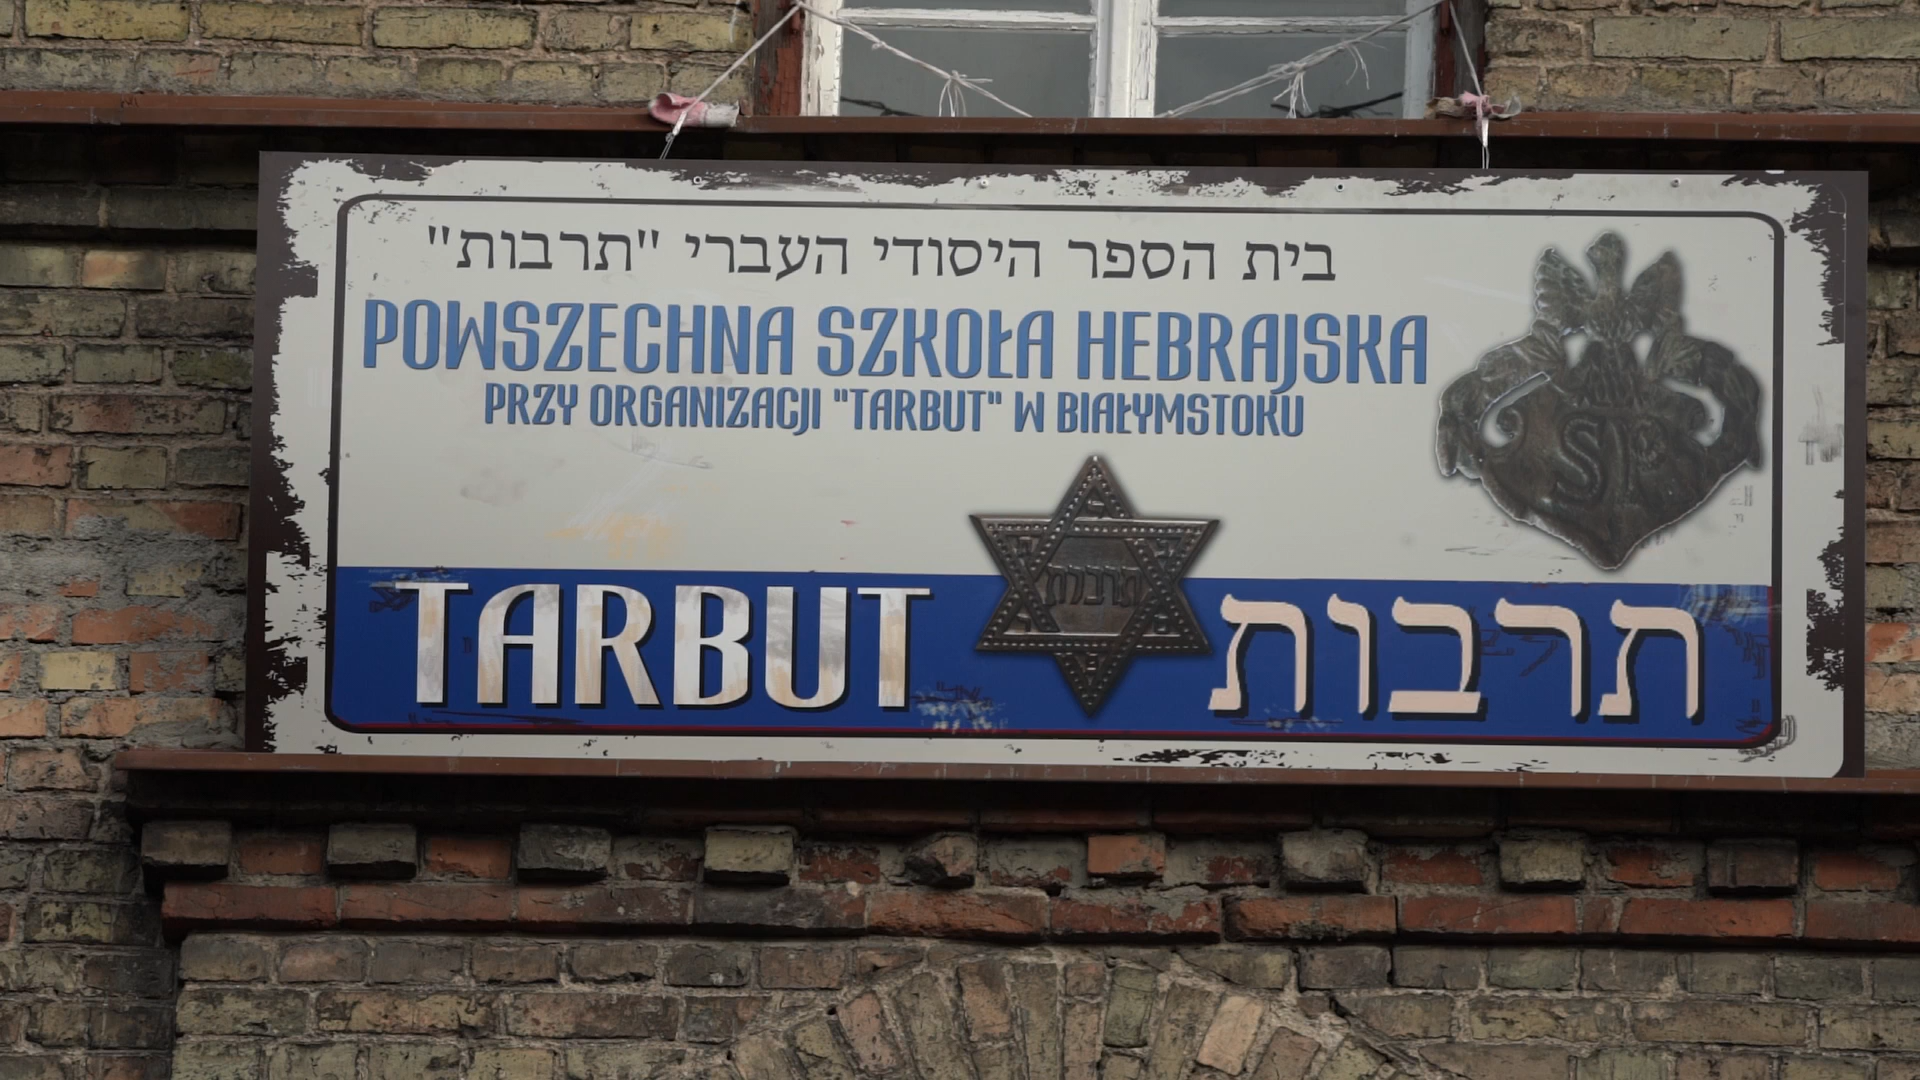 בית הספר היסודי העברי "תרבות"
POWSZECHNA SZKOŁA HEBRAJSKA
PRZY ORGANIZACJI "TARBUT" W BIAŁYMSTOKU
TARBUT תרבות